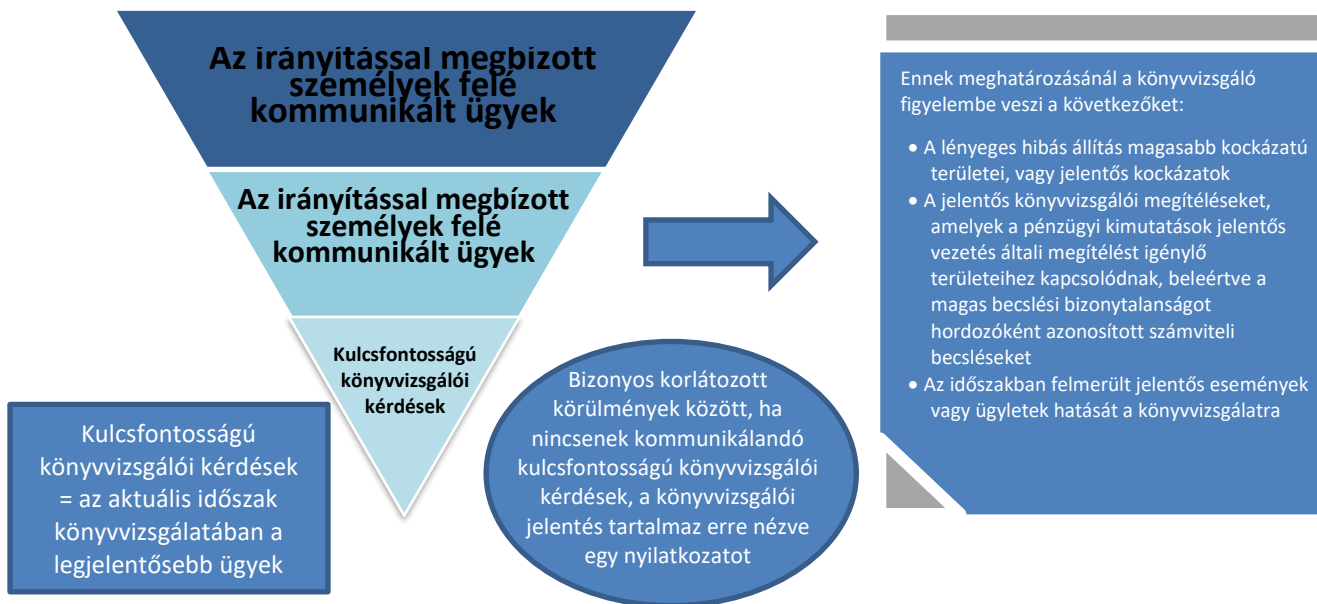 Az irányítással megbízott
személyek felé
kommunikált ügyek
Az irányítással megbízott
személyek felé
kommunikált ügyek
Kulcsfontosságú
könyvvizsgálói
kérdések
Kulcsfontosságú
könyvvizsgálói kérdések
= az aktuális időszak
könyvvizsgálatában a
legjelentősebb ügyek
Bizonyos korlátozott
körülmények között, ha
nincsenek kommunikálandó
kulcsfontosságú könyvvizsgálói
kérdések, a könyvvizsgálói
jelentés tartalmaz erre nézve
egy nyilatkozatot
Ennek meghatározásánál a könyvvizsgáló
figyelembe veszi a következőket:
• A lényeges hibás állítás magasabb kockázatú
területei, vagy jelentős kockázatok
• A jelentős könyvvizsgálói megítéléseket,
amelyek a pénzügyi kimutatások jelentős
vezetés általi megítélést igénylő
területeihez kapcsolódnak, beleértve a
magas becslési bizonytalanságot
hordozóként azonosított számviteli
becsléseket
• Az időszakban felmerült jelentős események
vagy ügyletek hatását a könyvvizsgálatra